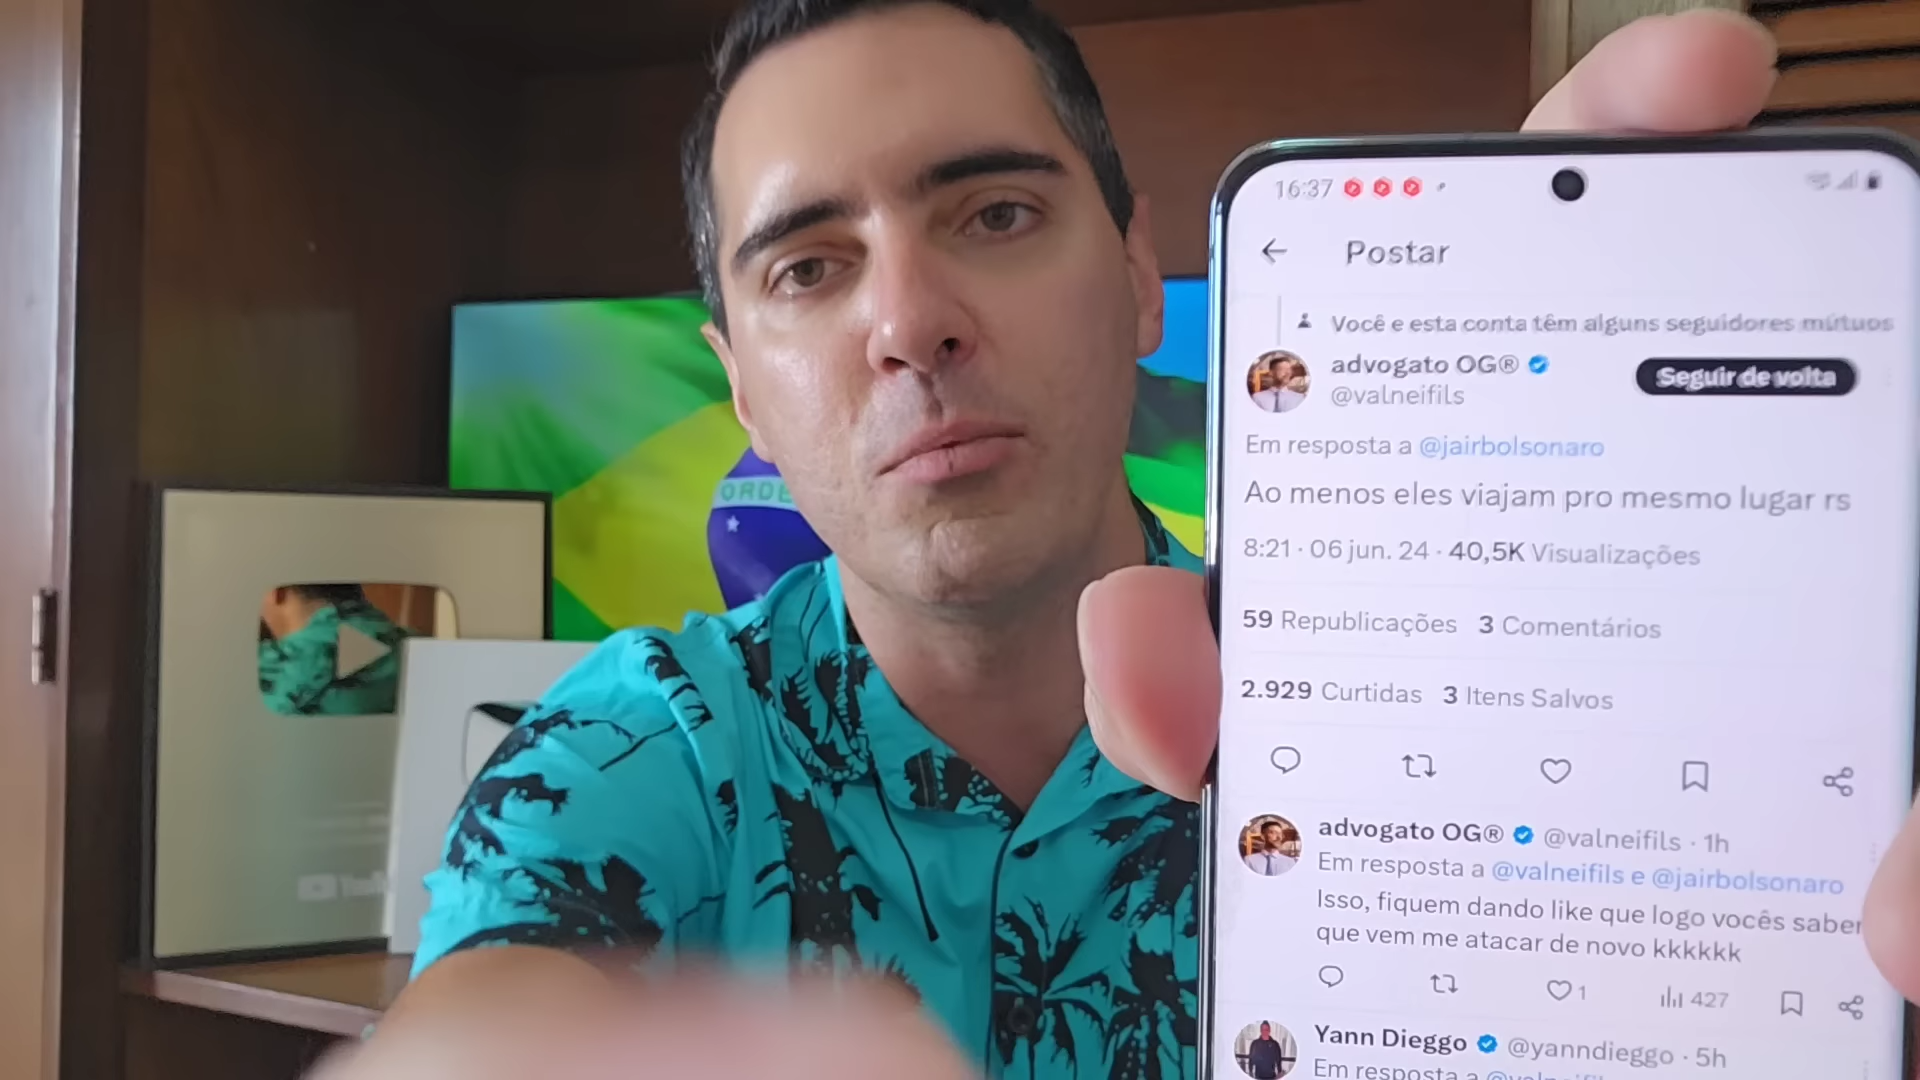 ORDE
16:37
Postar
Você e esta conta têm alguns seguidores mútuos
advogato OG®
@valneifils
Seguir de volta
Em resposta a @jairbolsonaro
Ao menos eles viajam pro mesmo lugar rs
8:21 · 06 jun. 24 · 40,5K Visualizações
59 Republicações 3 Comentários
2.929 Curtidas 3 Itens Salvos
advogato OG® @valneifils · 1h
Em resposta a @valneifils e @jairbolsonaro
Isso, fiquem dando like que logo vocês saber
que vem me atacar de novo kkkkkk
1 427
Yann Dieggo @yanndieggo · 5h
Em resposta a